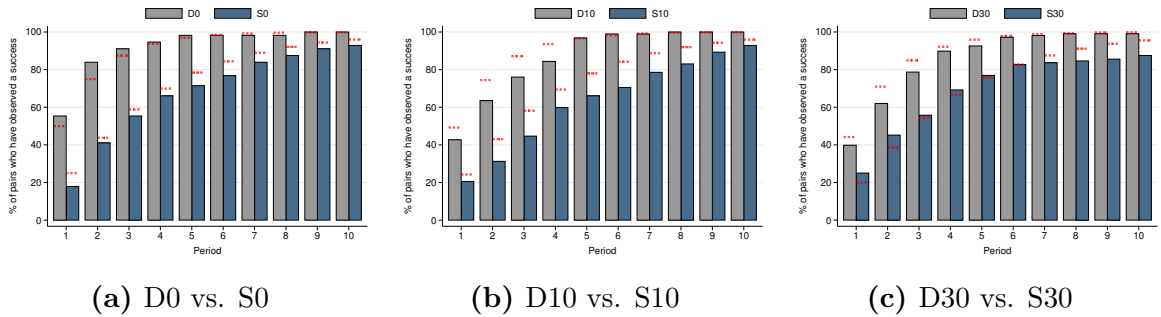 D0 S0
% of pairs who have observed a success
100
80
60
40
20
0
1 2 3 4 5 6 7 8 9 10
Period
(a) D0 vs. S0
D10 S10
% of pairs who have observed a success
100
80
60
40
20
0
1 2 3 4 5 6 7 8 9 10
Period
(b) D10 vs. S10
D30 S30
% of pairs who have observed a success
100
80
60
40
20
0
1 2 3 4 5 6 7 8 9 10
Period
(c) D30 vs. S30